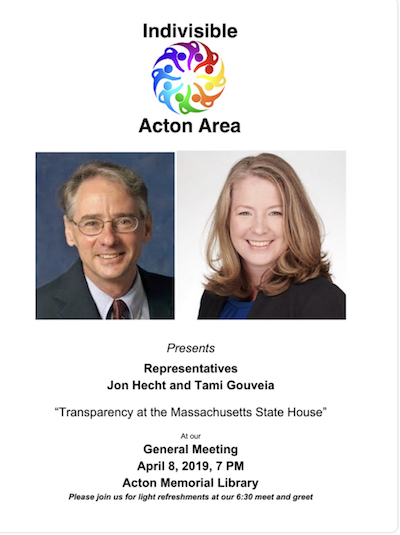 Indivisible
Acton Area
Presents
Representatives
Jon Hecht and Tami Gouveia
“Transparency at the Massachusetts State House”
At our
General Meeting
April 8, 2019, 7 PM
Acton Memorial Library
Please join us for light refreshments at our 6:30 meet and greet